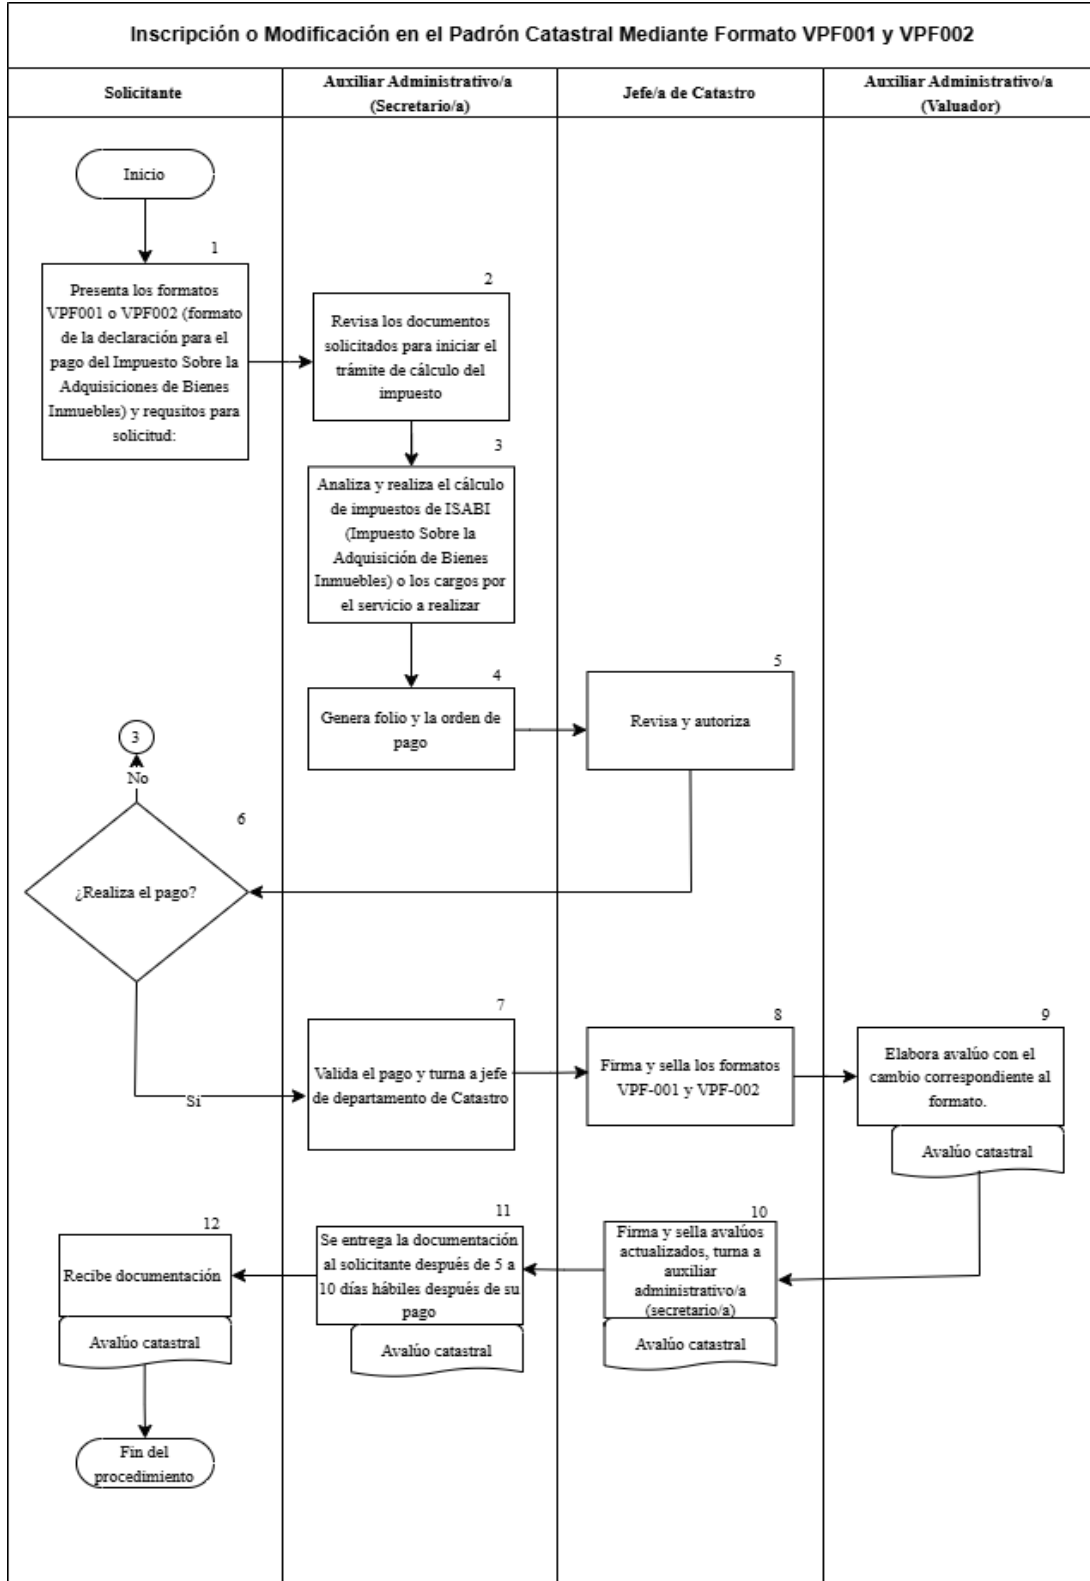 Inscripción o Modificación en el Padrón Catastral Mediante Formato VPF001 y VPF002
Solicitante
Auxiliar Administrativo/a
(Secretario/a)
Jefe/a de Catastro
Auxiliar Administrativo/a
(Valuador)
Inicio
1
Presenta los formatos
VPF001 o VPF002 (formato
de la declaración para el
pago del Impuesto Sobre la
Adquisiciones de Bienes
Inmuebles) y requsitos para
solicitud:
2
Revisa los documentos
solicitados para iniciar el
trámite de cálculo del
impuesto
3
Analiza y realiza el cálculo
de impuestos de ISABI
(Impuesto Sobre la
Adquisición de Bienes
Inmuebles) o los cargos por
el servicio a realizar
4
Genera folio y la orden de
pago
5
Revisa y autoriza
3
No
6
¿Realiza el pago?
Si
7
Valida el pago y turna a jefe
de departamento de Catastro
8
Firma y sella los formatos
VPF-001 y VPF-002
9
Elabora avalúo con el
cambio correspondiente al
formato.
Avalúo catastral
10
Firma y sella avalúos
actualizados, turna a
auxiliar
administrativo/a
(secretario/a)
Avalúo catastral
11
Se entrega la documentación
al solicitante después de 5 a
10 días hábiles después de su
pago
Avalúo catastral
12
Recibe documentación
Avalúo catastral
Fin del
procedimiento